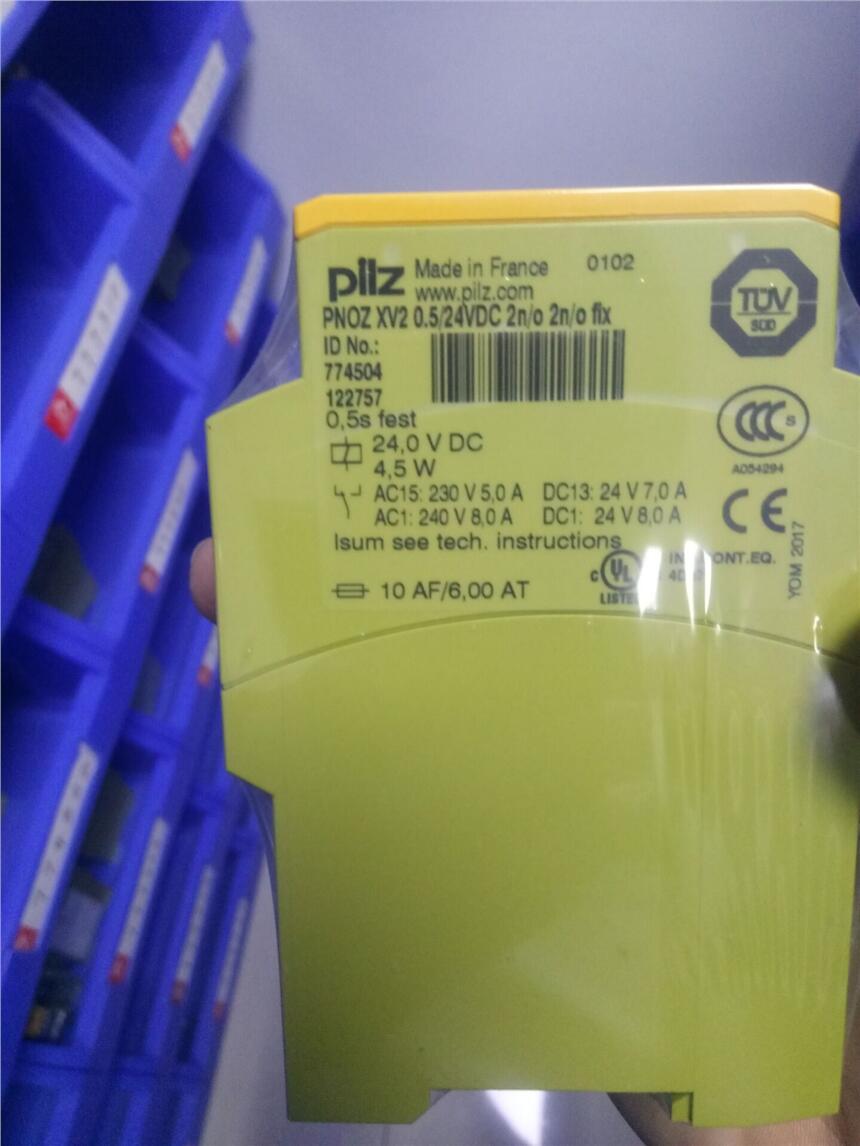 pilz Made in France 0102
www.pilz.com
PNOZ XV2 0.5/24VDC 2n/o 2n/o fix
ID No.:
774504
122757
0,5s fest
24,0 V DC
4,5 W
AC15: 230 V 5,0 A DC13: 24 V 7,0 A
AC1: 240 V 8,0 A DC1: 24 V 8,0 A
Isum see tech. instructions
10 AF/6,00 AT
TÜV
SÜD
CCC S
A054294
CE
C UL
EQ.
YOM 2017